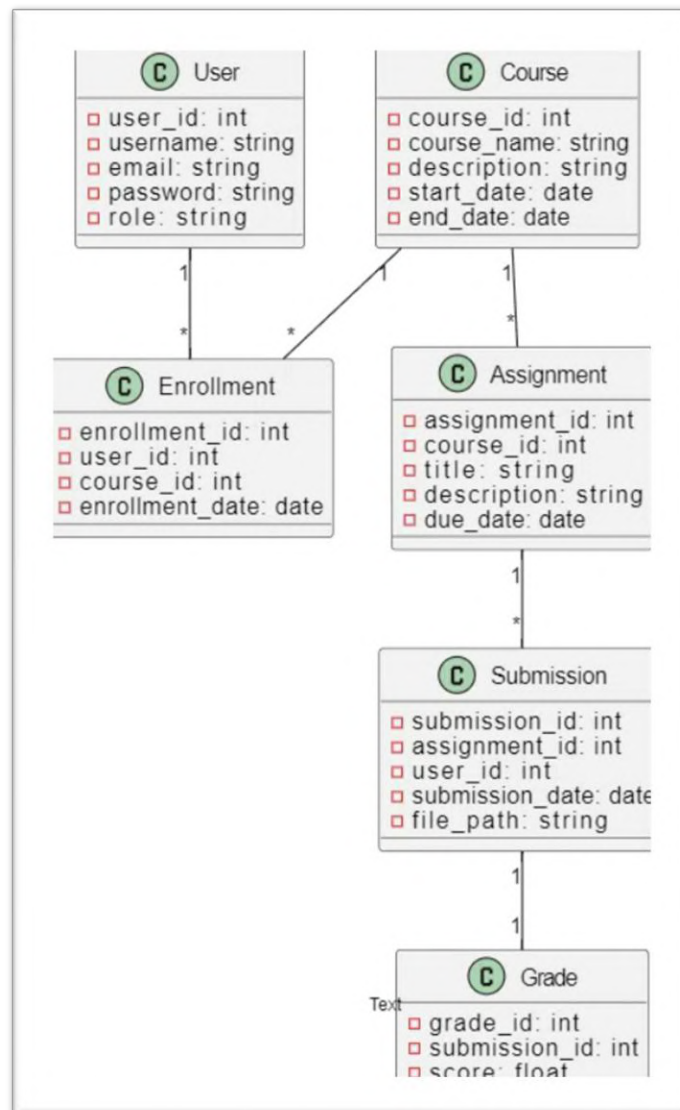 C User
user_id: int
username: string
email: string
password: string
role: string
C Course
course_id: int
course_name: string
description: string
start_date: date
end_date: date
1
*
1
*
1
*
C Enrollment
enrollment_id: int
user_id: int
course_id: int
enrollment_date: date
C Assignment
assignment_id: int
course_id: int
title: string
description: string
due_date: date
1
*
C Submission
submission_id: int
assignment_id: int
user_id: int
submission_date: date
file_path: string
1
1
C Grade
Text
grade_id: int
submission_id: int
score: float